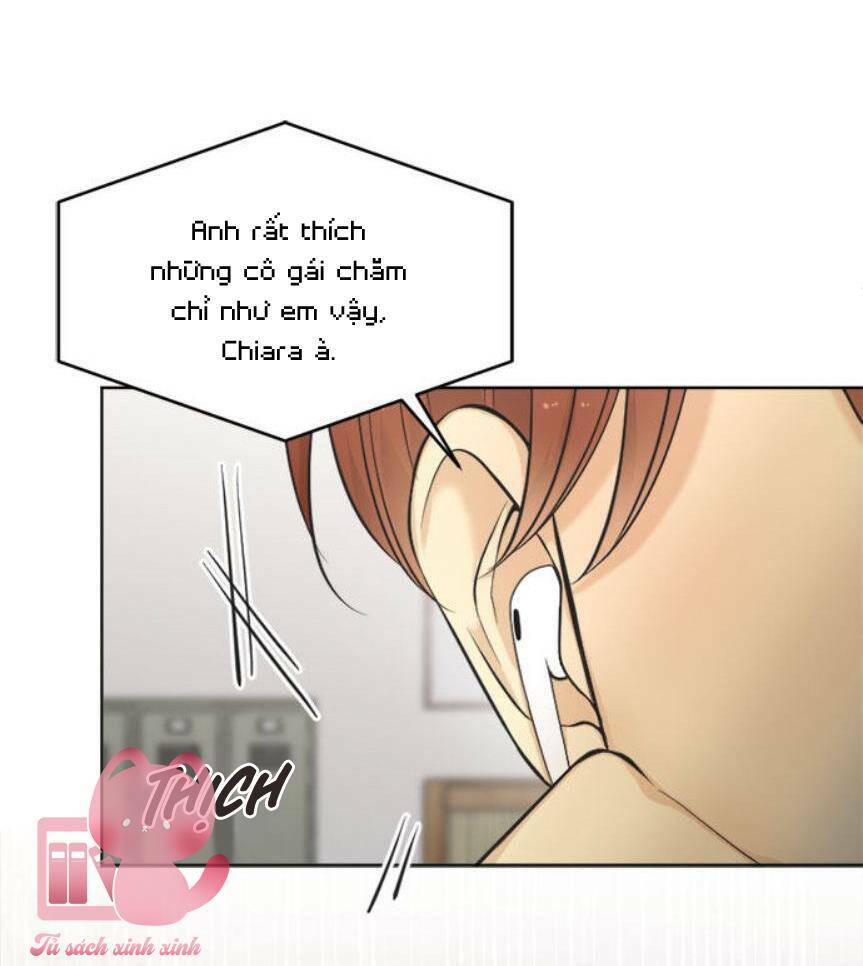 Anh rất thích
những cô gái chăm
chỉ như em vậy,
Chiara à.
THỊCH
Tủ sách xinh xinh